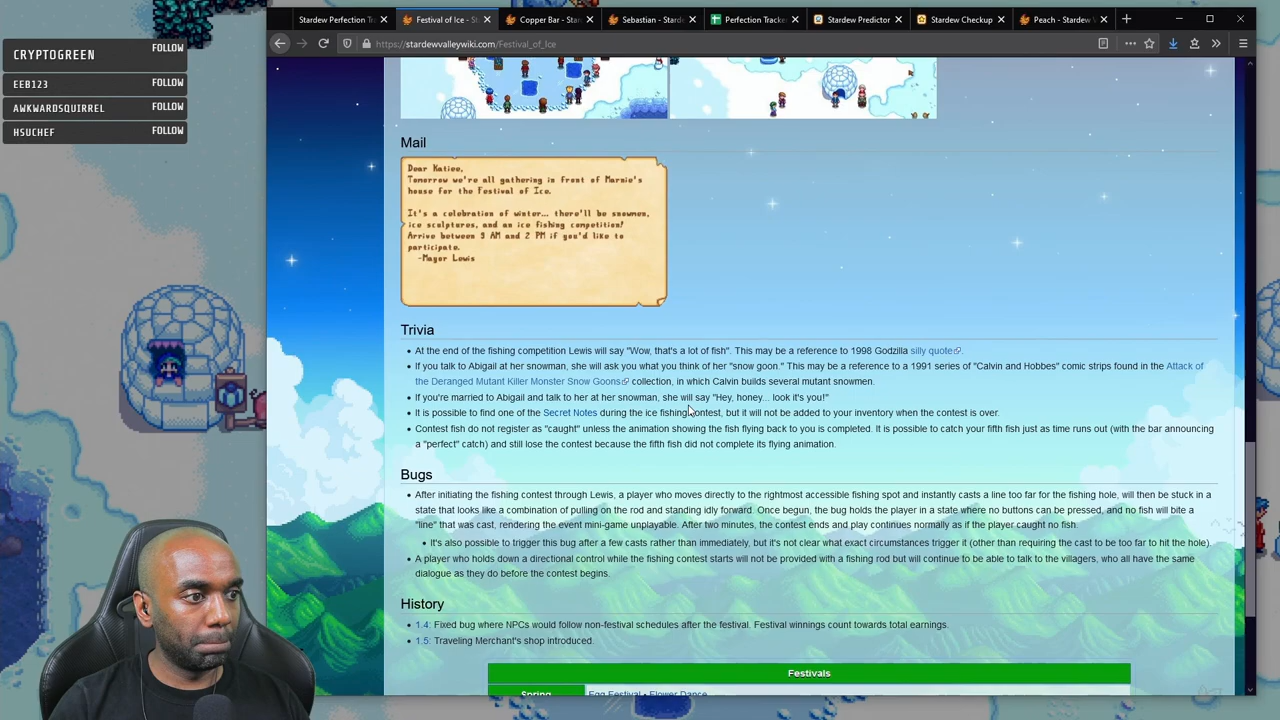 CRYPTOGREEN FOLLOW
EEB123 FOLLOW
AWKWARDSQUIRREL FOLLOW
HSUCHEF FOLLOW
Stardew Perfection Tr
Festival of Ice - S
Copper Bar - Star
Sebastian - Starde
Perfection Tracke
Stardew Predictor
Stardew Checkup
Peach - Stardew V
https://stardewvalleywiki.com/Festival_of_Ice
Mail
Dear Katiee,
Tomorrow we're all gathering in front of Marnie's
house for the Festival of Ice.
It's a celebration of winter... there'll be snowmen,
ice sculptures, and an ice fishing competition!
Arrive between 9 AM and 2 PM if you'd like to
participate.
-Mayor Lewis
Trivia
At the end of the fishing competition Lewis will say "Wow, that's a lot of fish". This may be a reference to 1998 Godzilla silly quote.
If you talk to Abigail at her snowman, she will ask you what you think of her "snow goon." This may be a reference to a 1991 series of "Calvin and Hobbes" comic strips found in the Attack of
the Deranged Mutant Killer Monster Snow Goons collection, in which Calvin builds several mutant snowmen.
If you're married to Abigail and talk to her at her snowman, she will say "Hey, honey... look it's you!"
It is possible to find one of the Secret Notes during the ice fishing contest, but it will not be added to your inventory when the contest is over.
Contest fish do not register as "caught" unless the animation showing the fish flying back to you is completed. It is possible to catch your fifth fish just as time runs out (with the bar announcing
a "perfect" catch) and still lose the contest because the fifth fish did not complete its flying animation.
Bugs
After initiating the fishing contest through Lewis, a player who moves directly to the rightmost accessible fishing spot and instantly casts a line too far for the fishing hole, will then be stuck in a
state that looks like a combination of pulling on the rod and standing idly forward. Once begun, the bug holds the player in a state where no buttons can be pressed, and no fish will bite a
"line" that was cast, rendering the event mini-game unplayable. After two minutes, the contest ends and play continues normally as if the player caught no fish.
It's also possible to trigger this bug after a few casts rather than immediately, but it's not clear what exact circumstances trigger it (other than requiring the cast to be too far to hit the hole).
A player who holds down a directional control while the fishing contest starts will not be provided with a fishing rod but will continue to be able to talk to the villagers, who all have the same
dialogue as they do before the contest begins.
History
1.4: Fixed bug where NPCs would follow non-festival schedules after the festival. Festival winnings count towards total earnings.
1.5: Traveling Merchant's shop introduced.
Festivals
Spring Egg Festival • Flower Dance